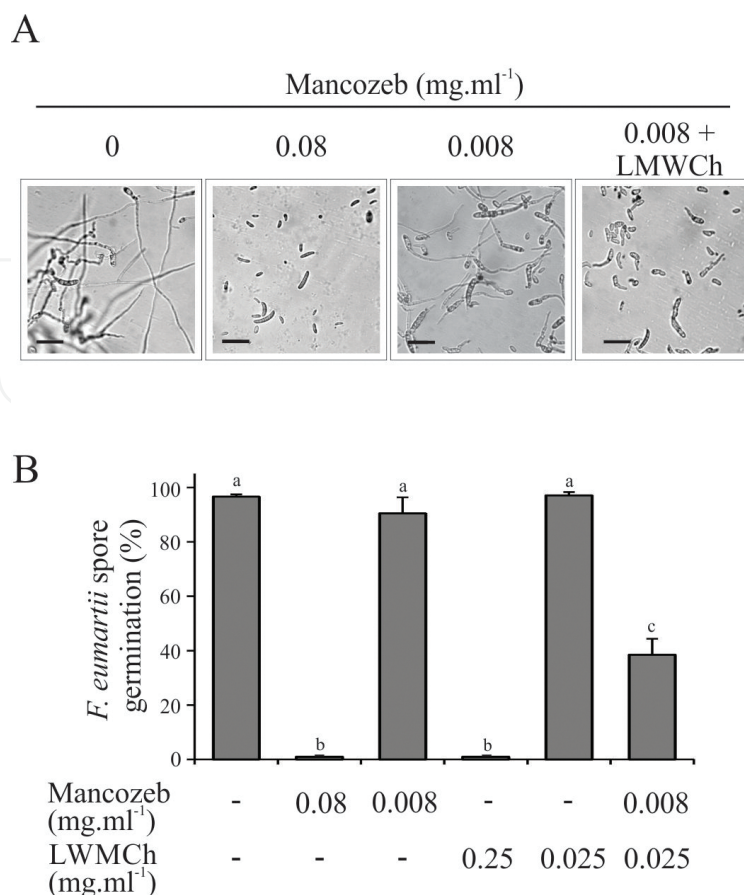 A
Mancozeb (mg.ml-1)
0 0.08 0.008 0.008 +
LMWCh
B
F. eumartii spore
germination (%)
100
80
60
40
20
0
a b a b a c
Mancozeb
(mg.ml-1) - 0.08 0.008 - - 0.008
LWMCh
(mg.ml-1) - - - 0.25 0.025 0.025